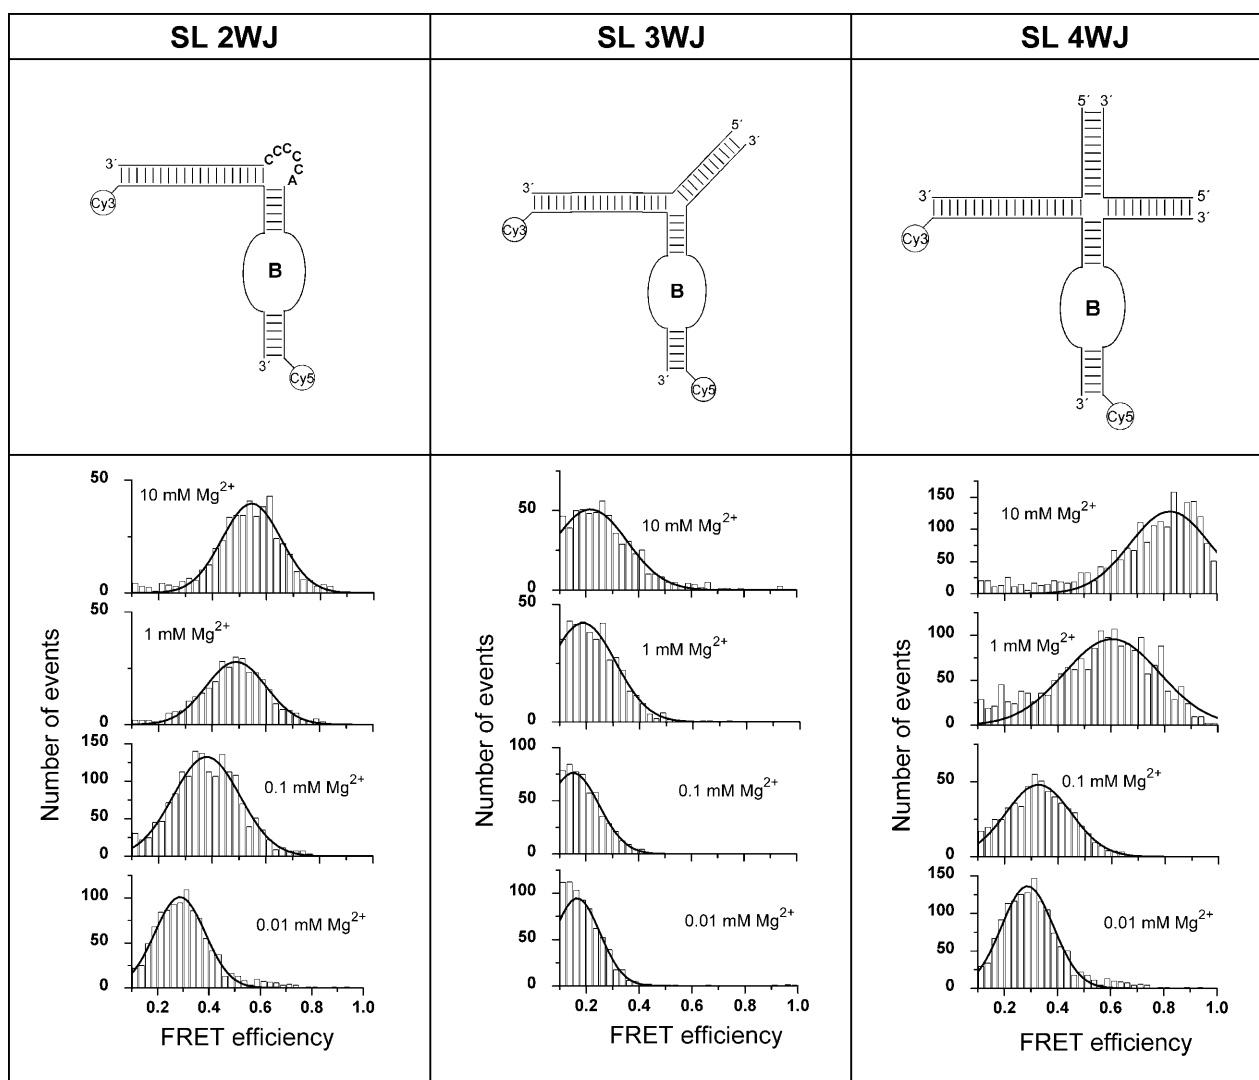 SL 2WJ
SL 3WJ
SL 4WJ
3´
C C C C C A
Cy3
B
3´
Cy5
5´
3´
3´
Cy3
B
3´
Cy5
5´ 3´
3´
5´
3´
Cy3
B
3´
Cy5
Number of events
50
0
10 mM Mg2+
50
0
1 mM Mg2+
150
100
50
0
0.1 mM Mg2+
100
50
0
0.01 mM Mg2+
0.2 0.4 0.6 0.8 1.0
FRET efficiency
Number of events
50
0
10 mM Mg2+
50
0
1 mM Mg2+
100
50
0
0.1 mM Mg2+
100
50
0
0.01 mM Mg2+
0.2 0.4 0.6 0.8 1.0
FRET efficiency
Number of events
150
100
50
0
10 mM Mg2+
100
50
0
1 mM Mg2+
50
0
0.1 mM Mg2+
150
100
50
0
0.01 mM Mg2+
0.2 0.4 0.6 0.8 1.0
FRET efficiency